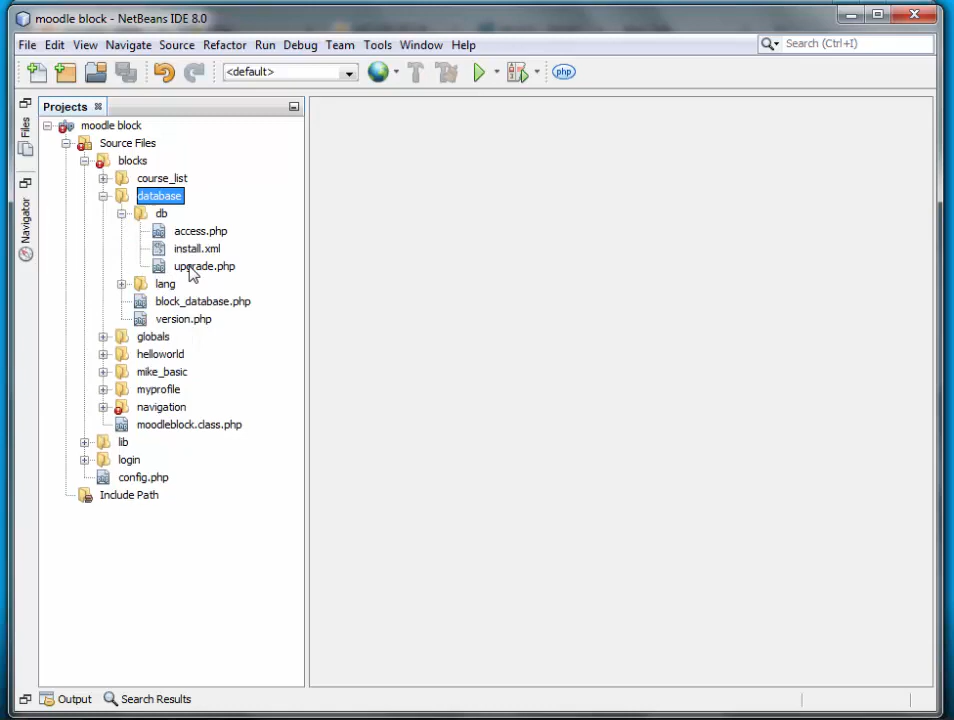 moodle block - NetBeans IDE 8.0
File Edit View Navigate Source Refactor Run Debug Team Tools Window Help
Search (Ctrl+I)
<default>
php
Projects
Files
Navigator
moodle block
Source Files
blocks
course_list
database
db
access.php
install.xml
upgrade.php
lang
block_database.php
version.php
globals
helloworld
mike_basic
myprofile
navigation
moodleblock.class.php
lib
login
config.php
Include Path
Output Search Results